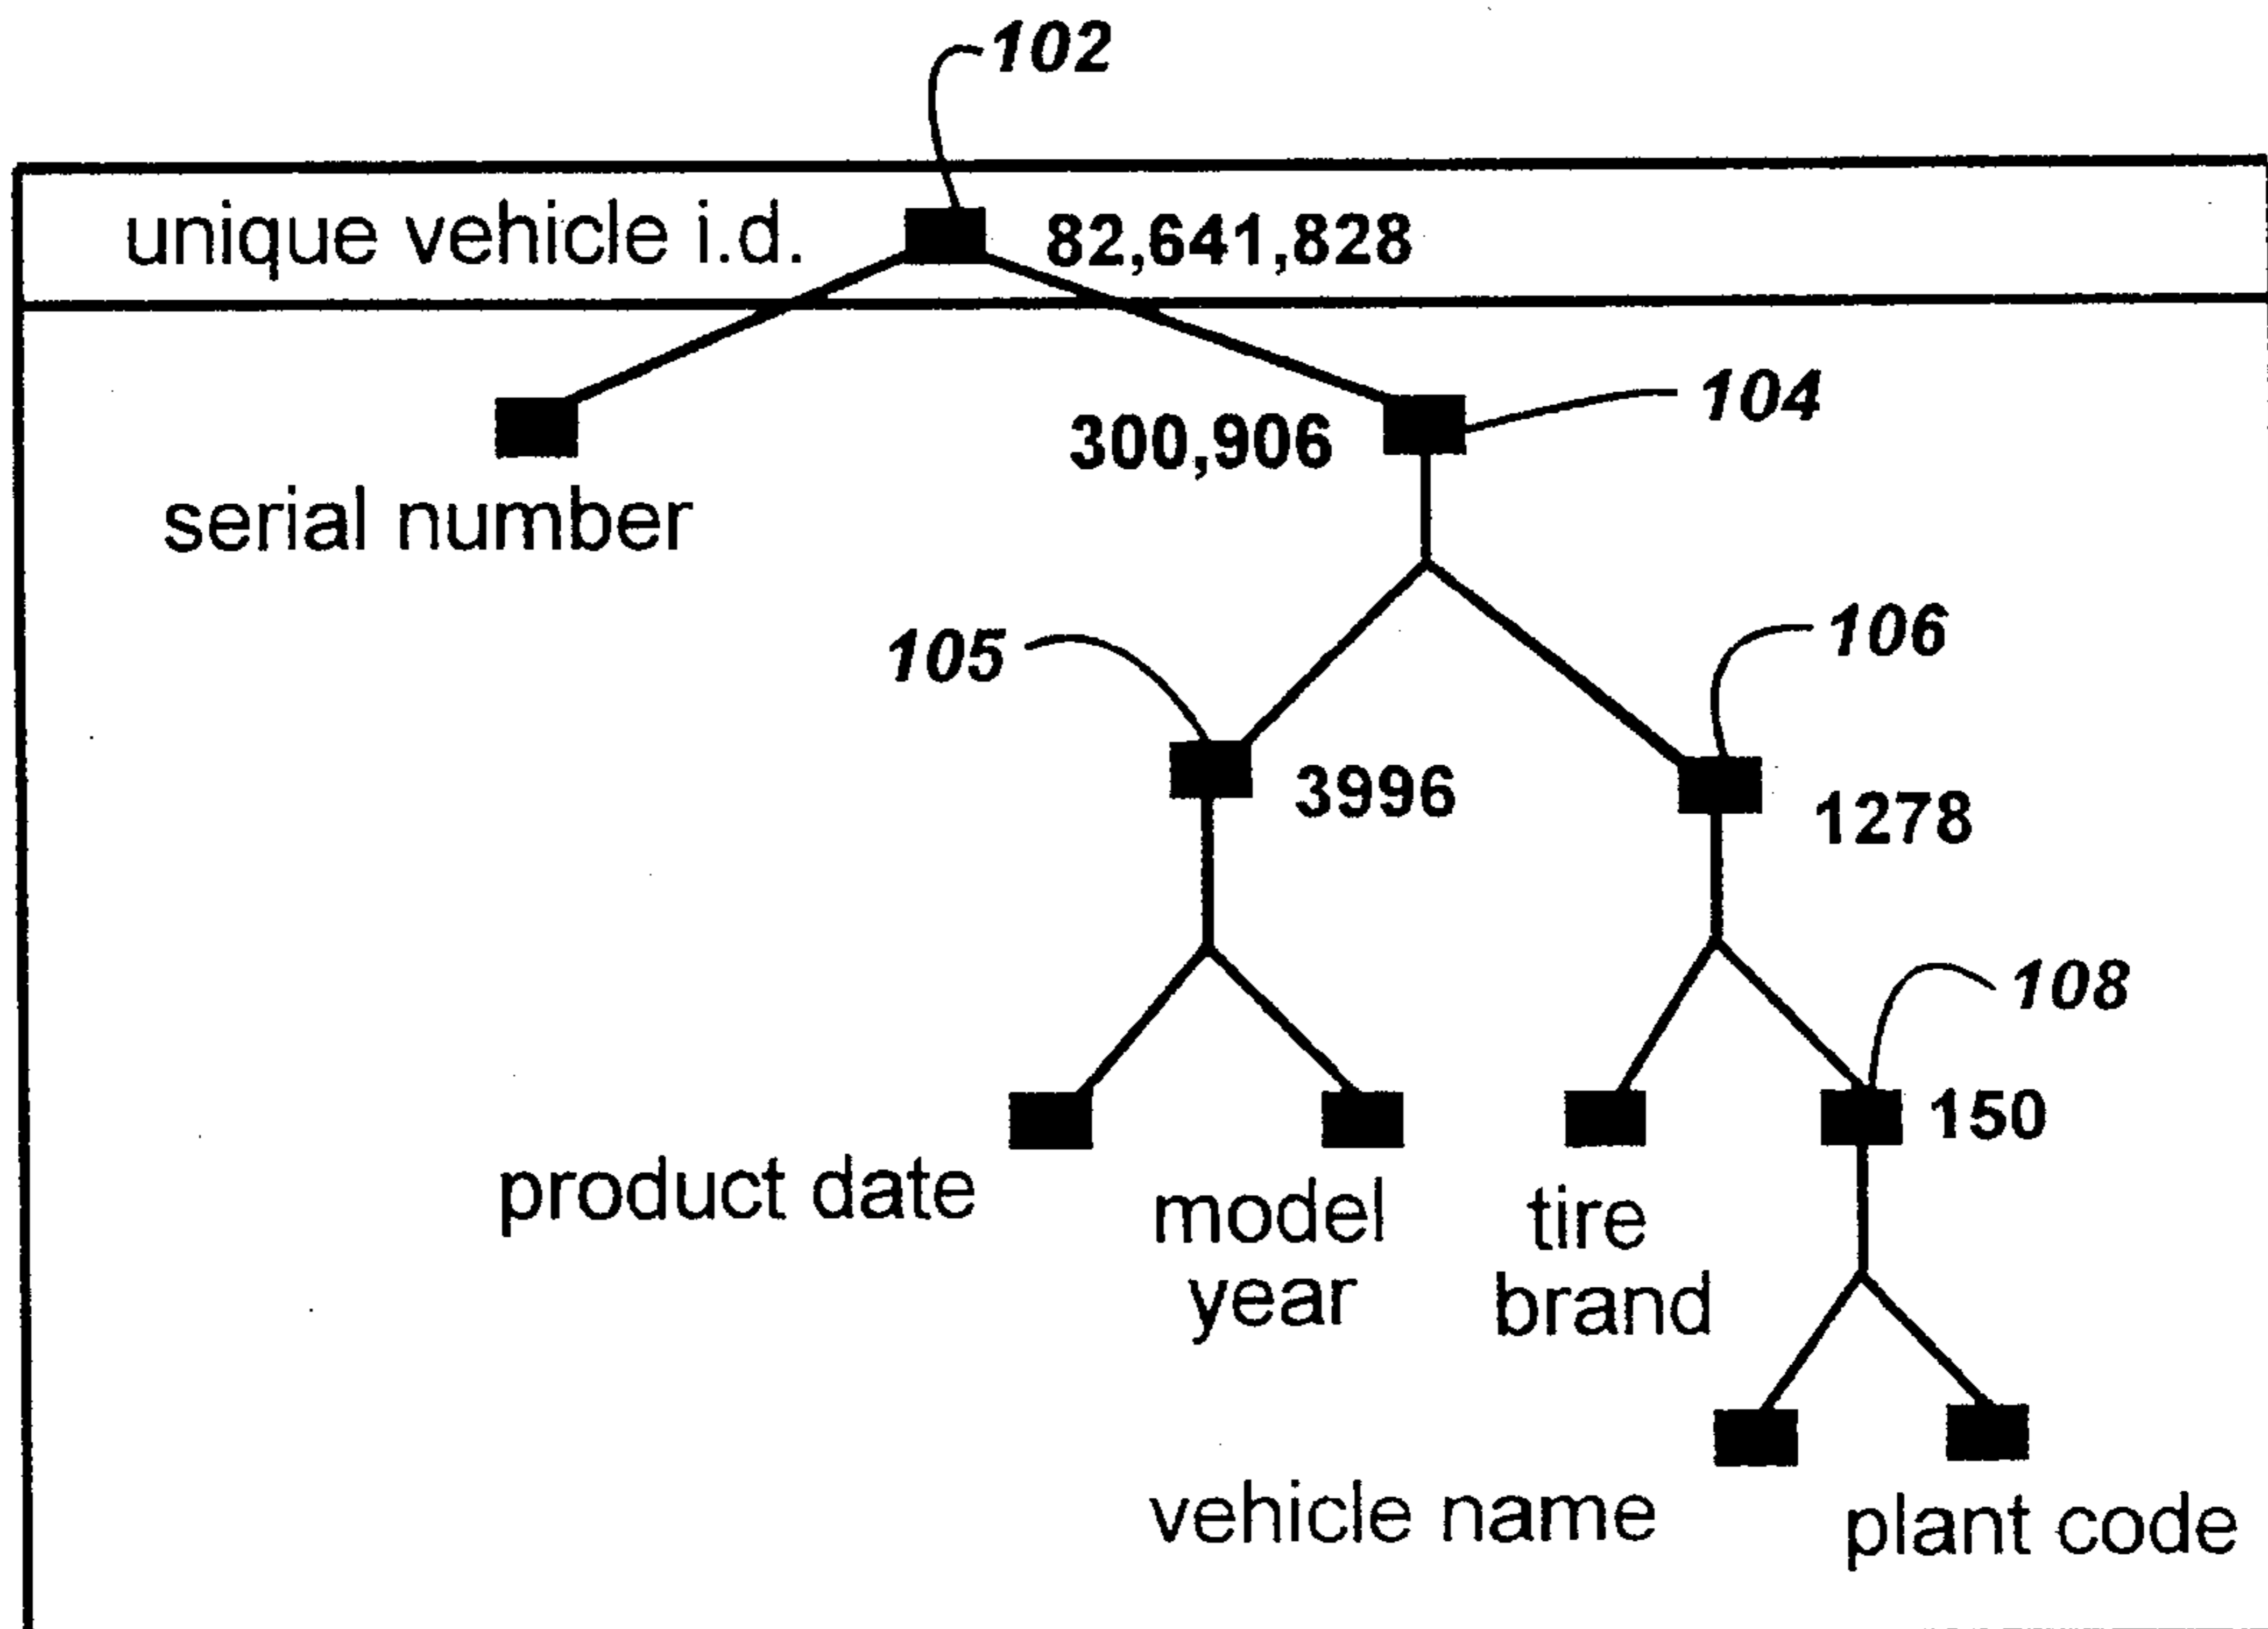 102
unique vehicle i.d.
82,641,828
300,906
104
serial number
105
106
3996
1278
108
150
product date
model
year
tire
brand
vehicle name
plant code